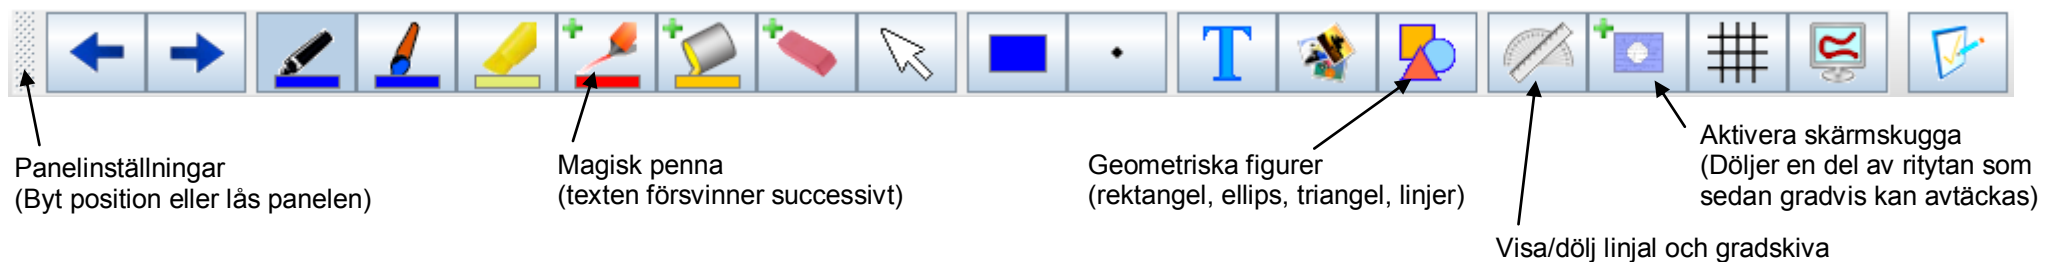 T
Panelinställningar
(Byt position eller lås panelen)
Magisk penna
(texten försvinner successivt)
Geometriska figurer
(rektangel, ellips, triangel, linjer)
Aktivera skärmskugga
(Döljer en del av ritytan som
sedan gradvis kan avtäckas)
Visa/dölj linjal och gradskiva